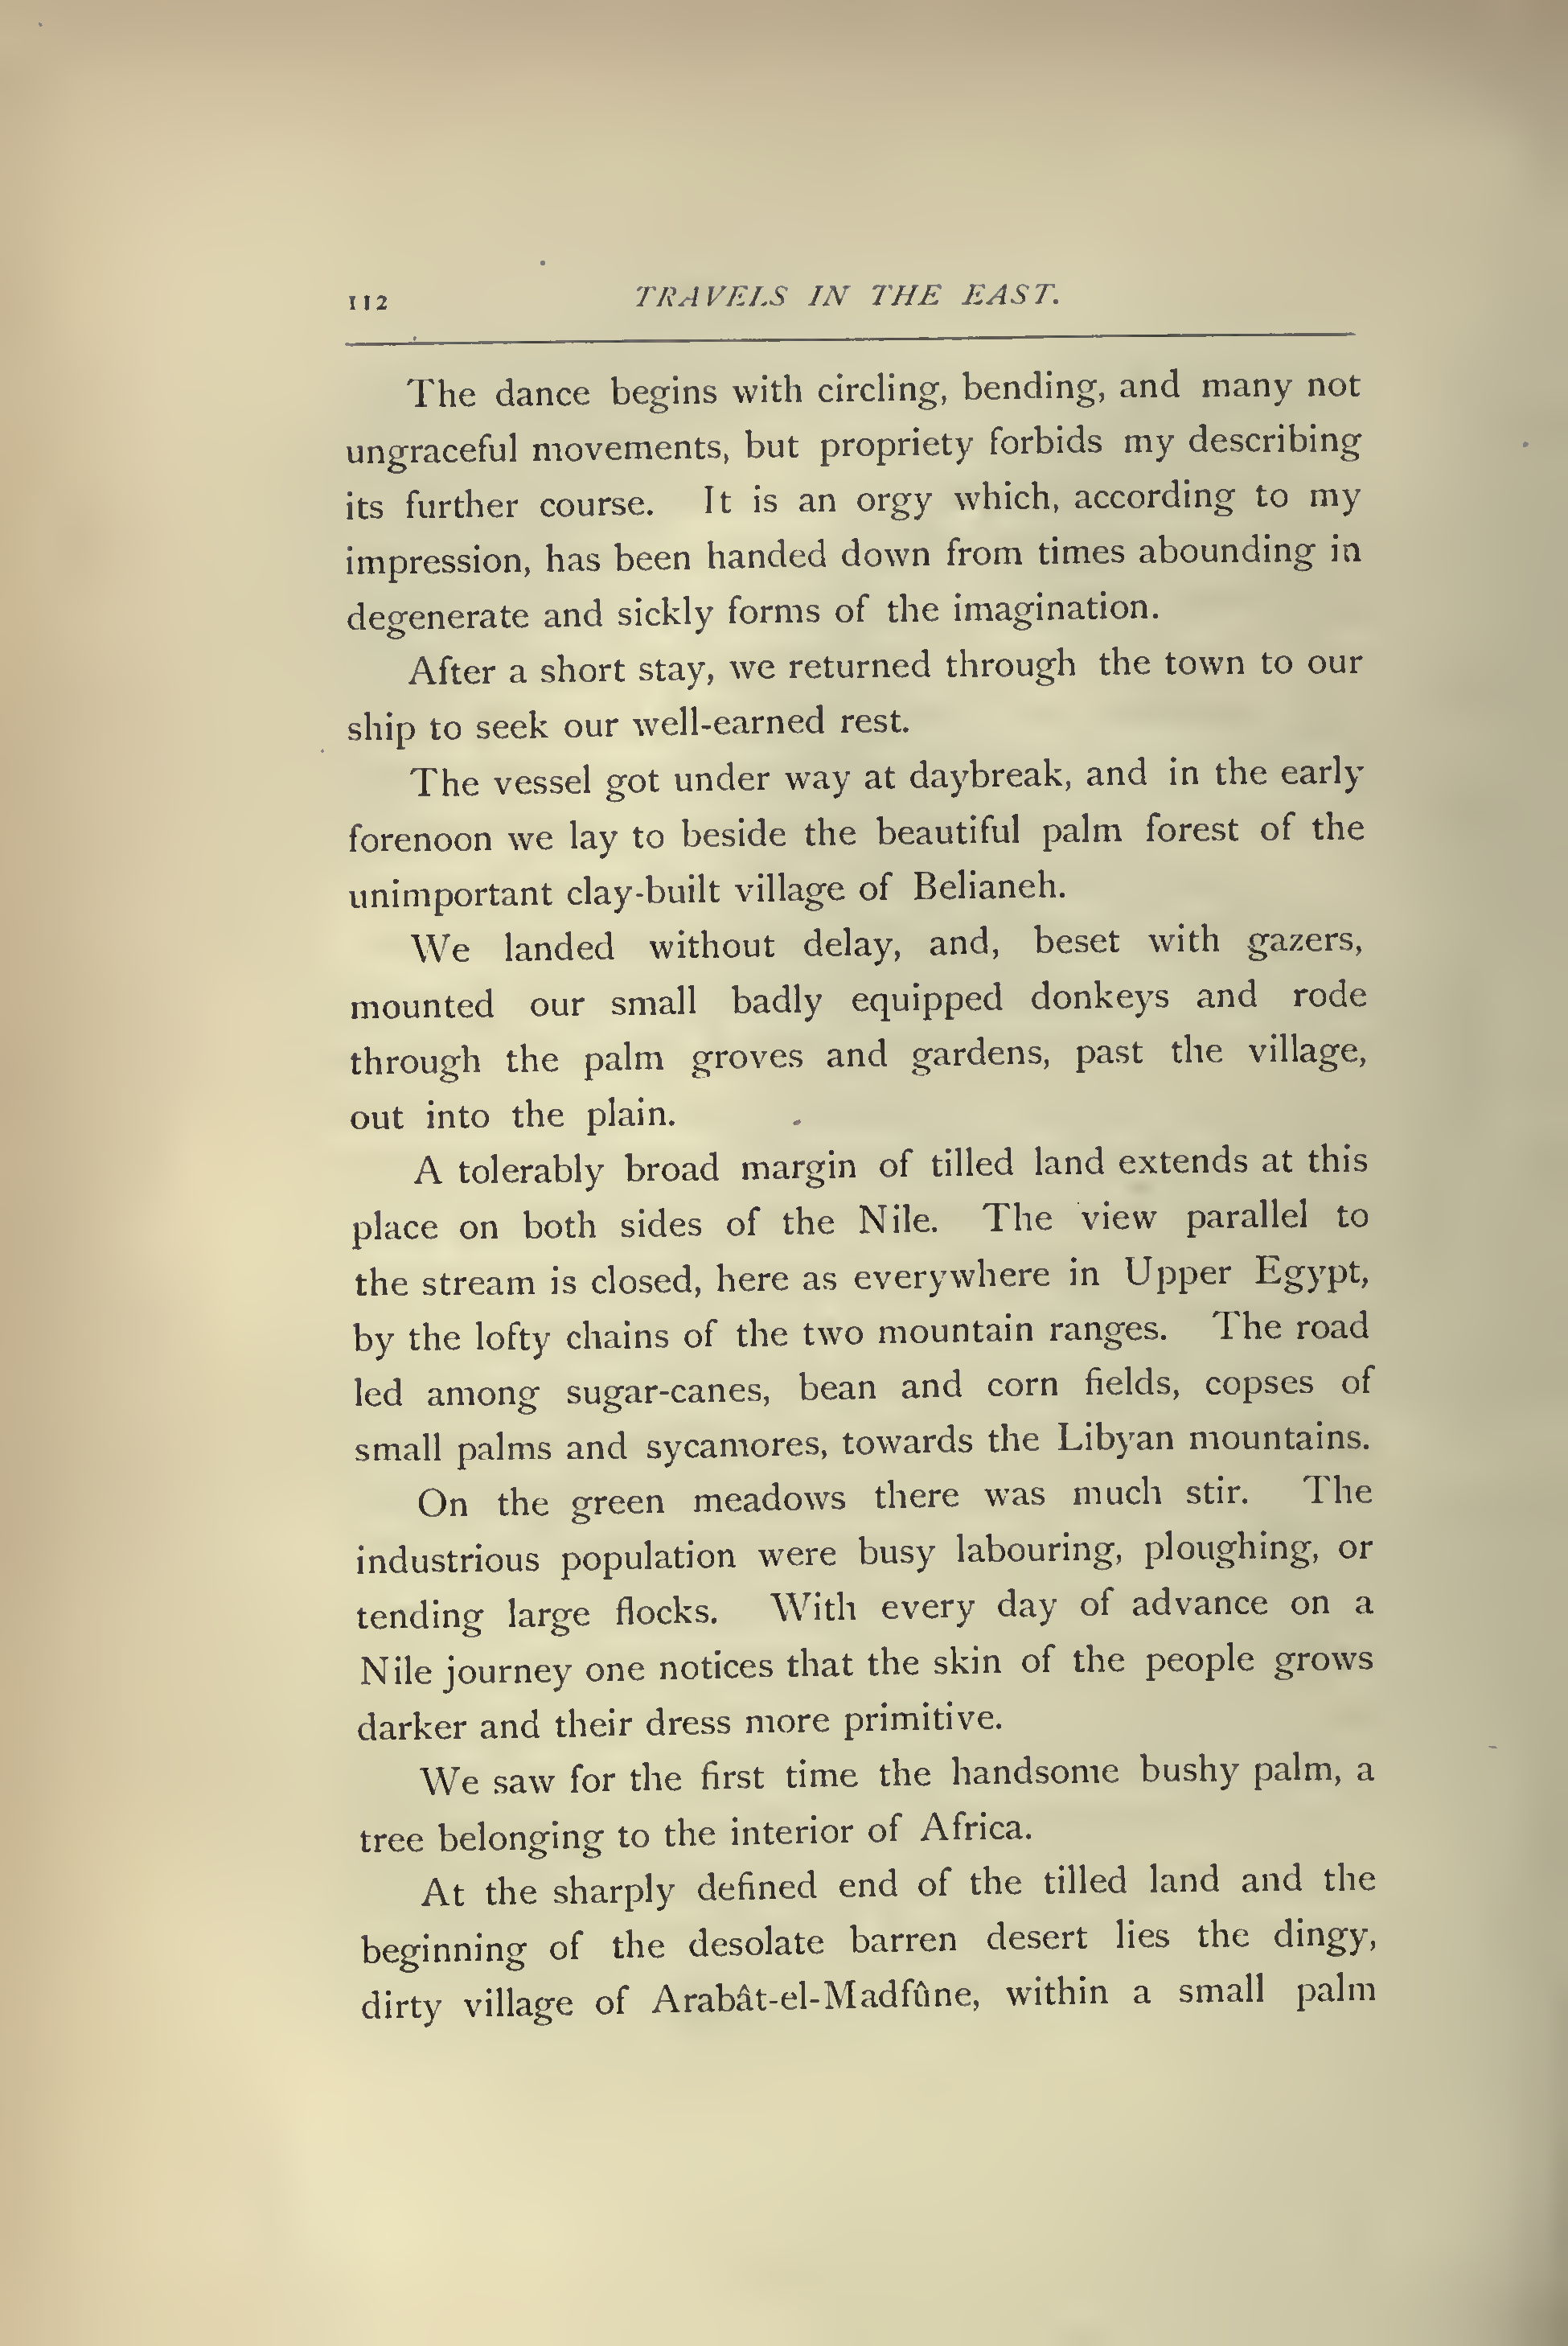 112 TRAVELS IN THE EAST.
The dance begins with circling, bending, and many not
ungraceful movements, but propriety forbids my describing
its further course. It is an orgy which, according to my
impression, has been handed down from times abounding in
degenerate and sickly forms of the imagination.
After a short stay, we returned through the town to our
ship to seek our well-earned rest.
The vessel got under way at daybreak, and in the early
forenoon we lay to beside the beautiful palm forest of the
unimportant clay-built village of Belianeh.
We landed without delay, and, beset with gazers,
mounted our small badly equipped donkeys and rode
through the palm groves and gardens, past the village,
out into the plain.
A tolerably broad margin of tilled land extends at this
place on both sides of the Nile. The view parallel to
the stream is closed, here as everywhere in Upper Egypt,
by the lofty chains of the two mountain ranges. The road
led among sugar-canes, bean and corn fields, copses of
small palms and sycamores, towards the Libyan mountains.
On the green meadows there was much stir. The
industrious population were busy labouring, ploughing, or
tending large flocks. With every day of advance on a
Nile journey one notices that the skin of the people grows
darker and their dress more primitive.
We saw for the first time the handsome bushy palm, a
tree belonging to the interior of Africa.
At the sharply defined end of the tilled land and the
beginning of the desolate barren desert lies the dingy,
dirty village of Arabât-el-Madfûne, within a small palm